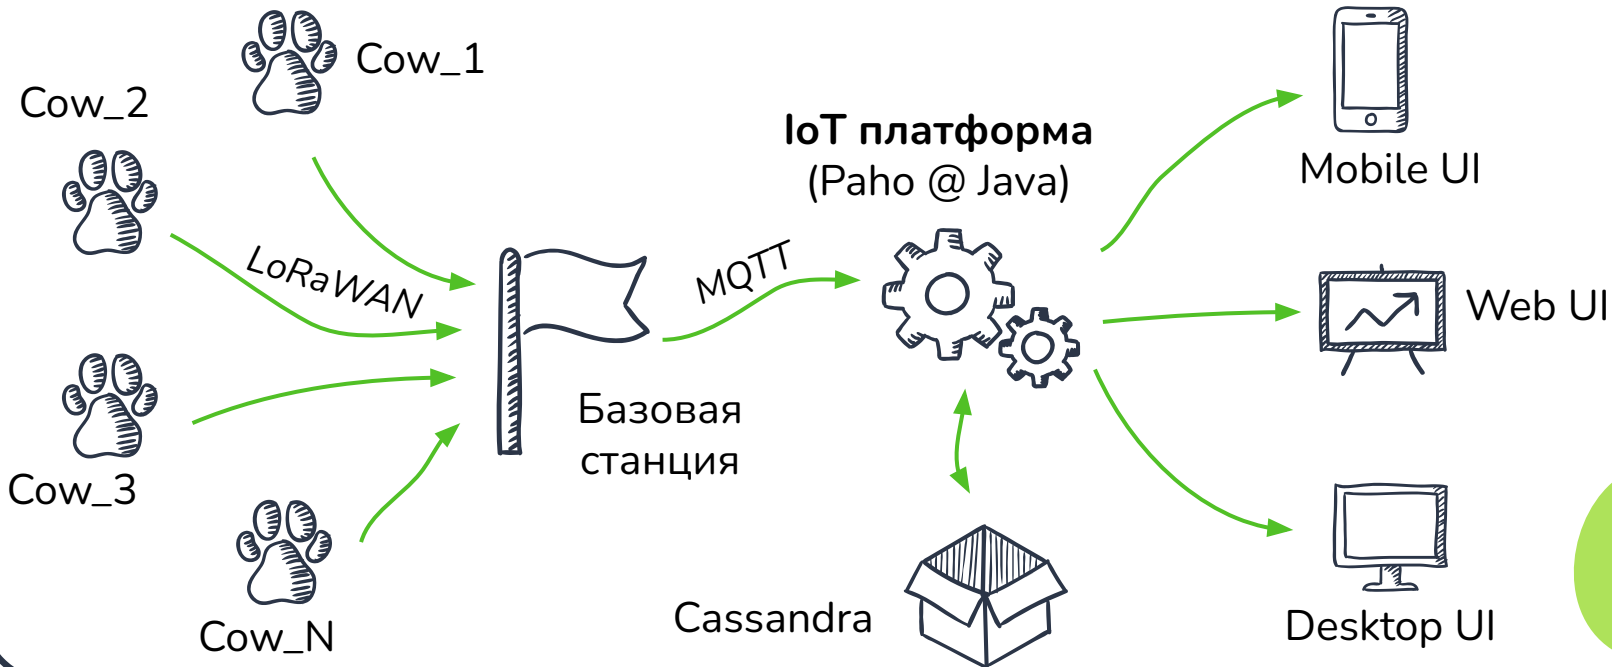 Cow_1
Cow_2
LoRaWAN
Cow_3
Cow_N
Базовая
станция
MQTT
IoT платформа
(Paho @ Java)
Cassandra
Mobile UI
Web UI
Desktop UI